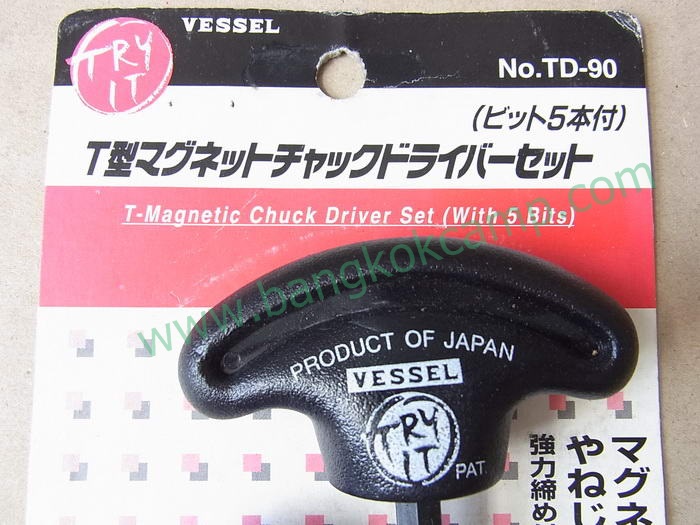 TRY
IT
VESSEL
No.TD-90
(ビット5本付)
T型マグネットチャックドライバーセット
T-Magnetic Chuck Driver Set (With 5 Bits)
www.bangkokcamp.com
PRODUCT OF JAPAN
VESSEL
TRY
IT
PAT.
マグネ
やねじ
強力締め